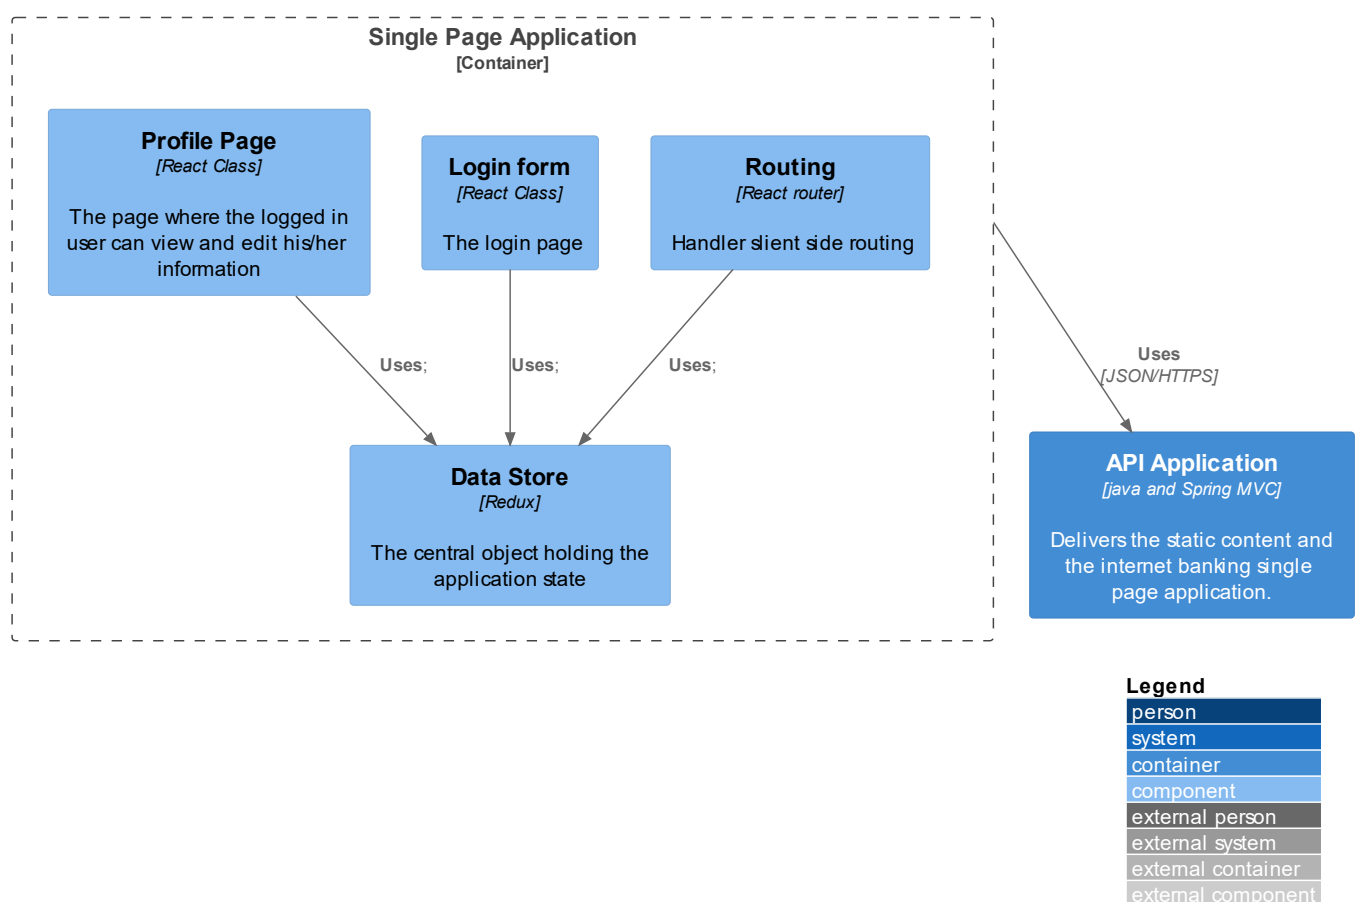 Single Page Application
[Container]
Profile Page
[React Class]
The page where the logged in
user can view and edit his/her
information
Login form
[React Class]
The login page
Routing
[React router]
Handler slient side routing
Uses;
Uses;
Uses;
Uses
[JSON/HTTPS]
Data Store
[Redux]
The central object holding the
application state
API Application
[java and Spring MVC]
Delivers the static content and
the internet banking single
page application.
Legend
person
system
container
component
external person
external system
external container
external component